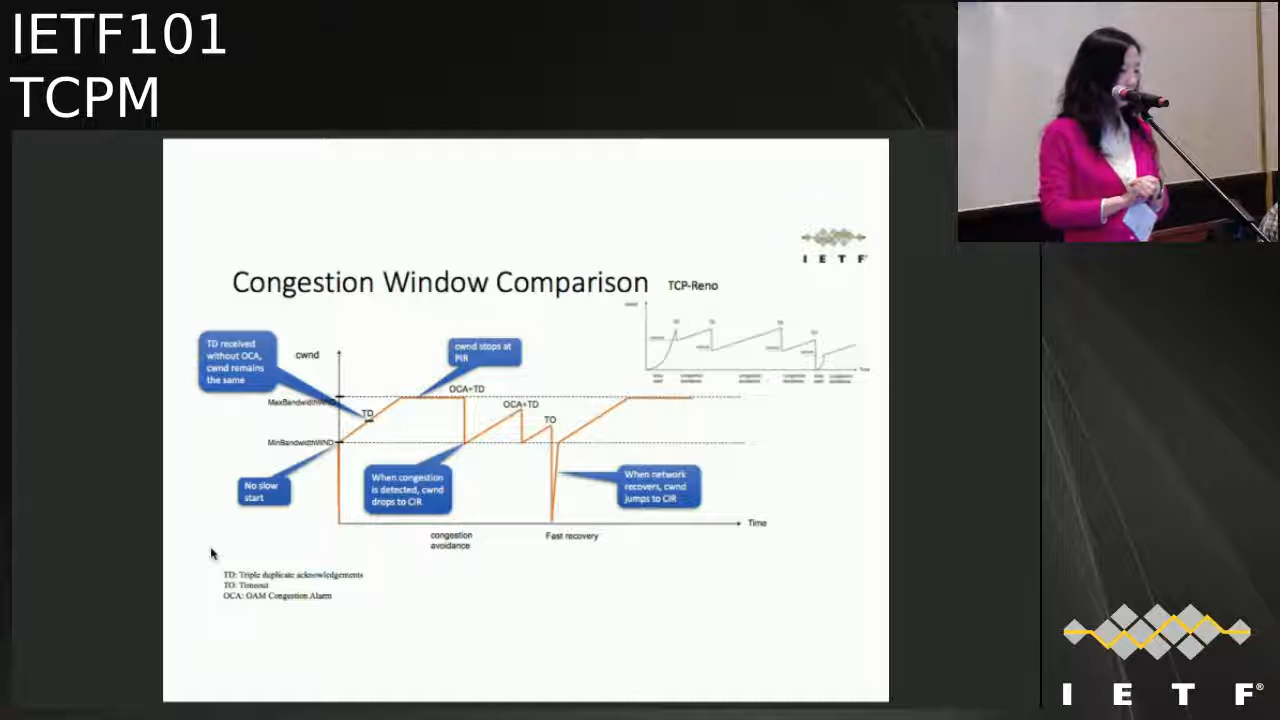 IETF101
TCPM
I E T F
Congestion Window Comparison
TCP-Reno
TD received
without OCA,
cwnd remains
the same
cwnd
cwnd stops at
PIR
OCA+TD
MaxBandwidthWND
TD
OCA+TD
TO
MinBandwidthWND
No slow
start
When congestion
is detected, cwnd
drops to CIR
When network
recovers, cwnd
jumps to CIR
Time
congestion
avoidance
Fast recovery
TD: Triple duplicate acknowledgements
TO: Timeout
OCA: OAM Congestion Alarm
I E T F®